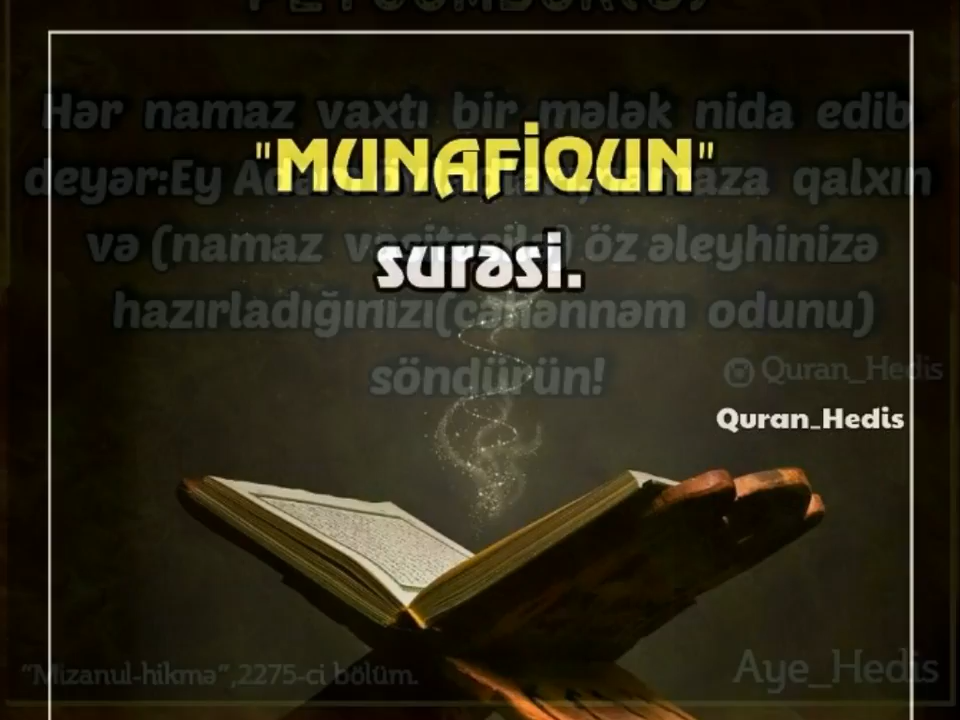 Hər namaz vaxtı bir mələk nida edib
"MUNAFİQUN"
deyər:Ey qalxın
surəsi.
və (namaz öz əleyhinizə
hazırladığınızı(cəhənnəm odunu)
söndürün!
Quran_Hedis
Quran_Hedis
"Mizanul-hikmə",2275-ci bölüm.
Aye_Hedis